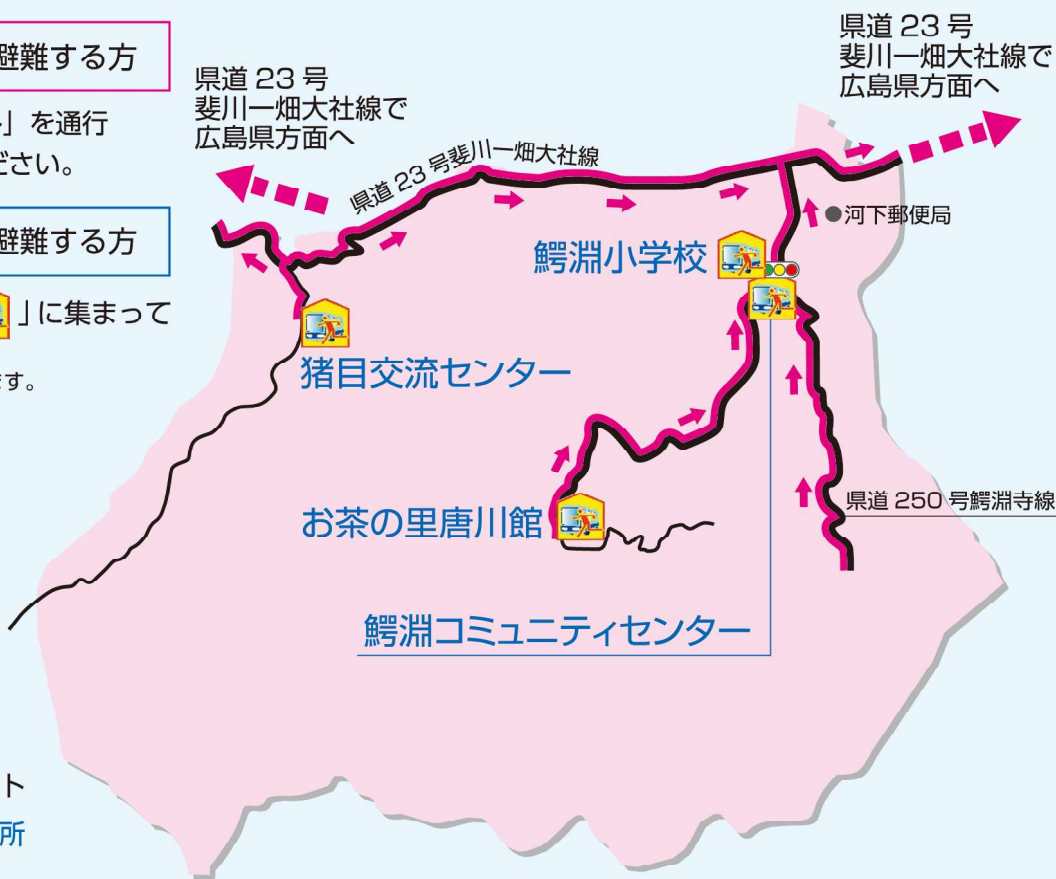 避難する方
」を通行
ださい。
避難する方
」に集まって
ます。
県道 23 号
斐川一畑大社線で
広島県方面へ
県道 23 号
斐川一畑大社線で
広島県方面へ
県道 23 号斐川一畑大社線
河下郵便局
鰐淵小学校
猪目交流センター
お茶の里唐川館
県道 250 号鰐淵寺線
鰐淵コミュニティセンター
ト
所